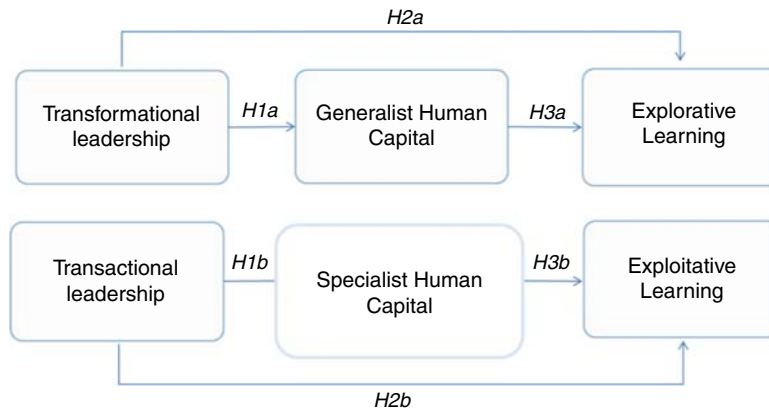 H2a
Transformational
leadership
H1a
Generalist Human
Capital
H3a
Explorative
Learning
Transactional
leadership
H1b
Specialist Human
Capital
H3b
Exploitative
Learning
H2b